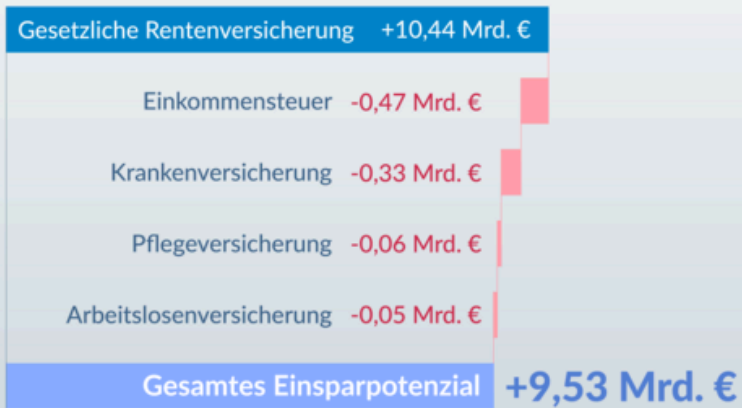 Gesetzliche Rentenversicherung +10,44 Mrd. €
Einkommensteuer -0,47 Mrd. €
Krankenversicherung -0,33 Mrd. €
Pflegeversicherung -0,06 Mrd. €
Arbeitslosenversicherung -0,05 Mrd. €
Gesamtes Einsparpotenzial +9,53 Mrd. €